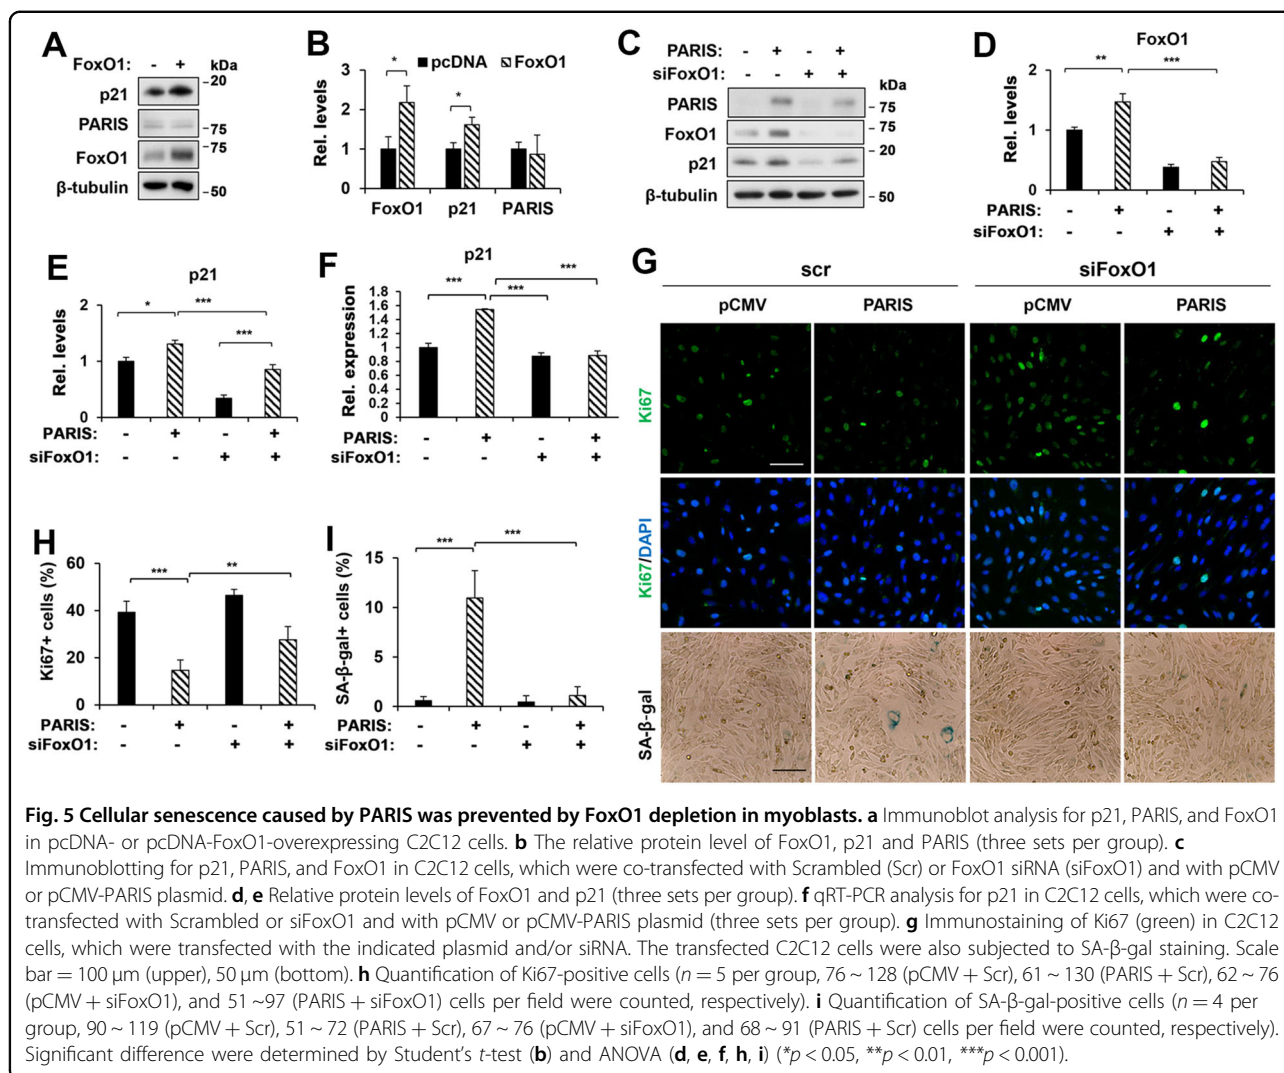 A
FoxO1: - + kDa
p21
PARIS
FoxO1
β-tubulin
- 20
- 75
- 75
- 50
B
pcDNA FoxO1
Rel. levels
3
2
1
0
* *
FoxO1 p21 PARIS
C
PARIS: - + - +
siFoxO1: - - + +
kDa
PARIS
FoxO1
p21
β-tubulin
- 75
- 75
- 20
- 50
D
FoxO1
Rel. levels
2
1
0
** ***
PARIS: - + - +
siFoxO1: - - + +
E
p21
Rel. levels
2
1
0
* *** ***
PARIS: - + - +
siFoxO1: - - + +
F
p21
Rel. expression
1.8
1.6
1.4
1.2
1.0
0.8
0.6
0.4
0.2
0
*** *** ***
PARIS: - + - +
siFoxO1: - - + +
G
scr siFoxO1
pCMV PARIS pCMV PARIS
Ki67
Ki67/DAPI
SA-β-gal
H
Ki67+ cells (%)
60
40
20
0
*** **
PARIS: - + - +
siFoxO1: - - + +
I
SA-β-gal+ cells (%)
15
10
5
0
*** ***
PARIS: - + - +
siFoxO1: - - + +
Fig. 5 Cellular senescence caused by PARIS was prevented by FoxO1 depletion in myoblasts. a Immunoblot analysis for p21, PARIS, and FoxO1
in pcDNA- or pcDNA-FoxO1-overexpressing C2C12 cells. b The relative protein level of FoxO1, p21 and PARIS (three sets per group). c
Immunoblotting for p21, PARIS, and FoxO1 in C2C12 cells, which were co-transfected with Scrambled (Scr) or FoxO1 siRNA (siFoxO1) and with pCMV
or pCMV-PARIS plasmid. d, e Relative protein levels of FoxO1 and p21 (three sets per group). f qRT-PCR analysis for p21 in C2C12 cells, which were co-
transfected with Scrambled or siFoxO1 and with pCMV or pCMV-PARIS plasmid (three sets per group). g Immunostaining of Ki67 (green) in C2C12
cells, which were transfected with the indicated plasmid and/or siRNA. The transfected C2C12 cells were also subjected to SA-β-gal staining. Scale
bar = 100 μm (upper), 50 μm (bottom). h Quantification of Ki67-positive cells (n = 5 per group, 76 ~ 128 (pCMV + Scr), 61 ~ 130 (PARIS + Scr), 62 ~ 76
(pCMV + siFoxO1), and 51 ~97 (PARIS + siFoxO1) cells per field were counted, respectively). i Quantification of SA-β-gal-positive cells (n = 4 per
group, 90 ~ 119 (pCMV + Scr), 51 ~ 72 (PARIS + Scr), 67 ~ 76 (pCMV + siFoxO1), and 68 ~ 91 (PARIS + Scr) cells per field were counted, respectively).
Significant difference were determined by Student's t-test (b) and ANOVA (d, e, f, h, i) (*p < 0.05, **p < 0.01, ***p < 0.001).